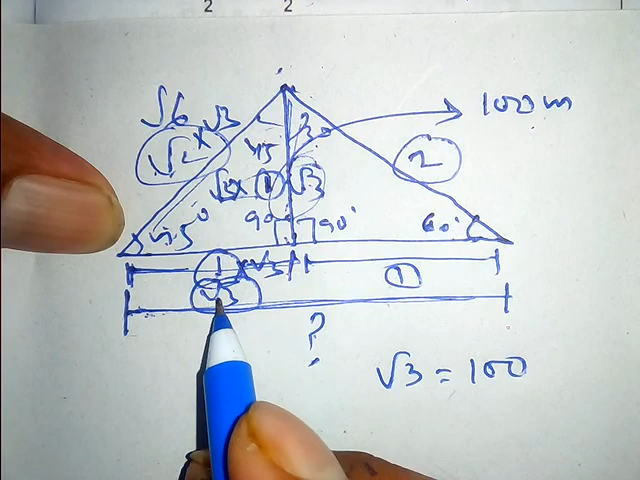 2 2
√6 √3 100m
√2 × 30 2
45
√3 × 1 √3
45° 90 90° 60°
1 × √3
√3 1
?
√3 = 100